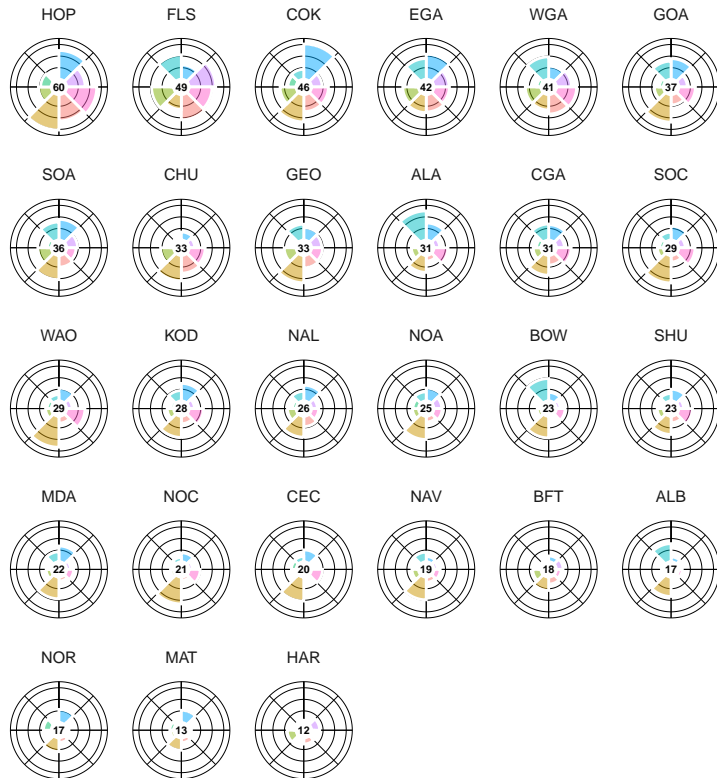 HOP FLS COK EGA WGA GOA
60 49 46 42 41 37
SOA CHU GEO ALA CGA SOC
36 33 33 31 31 29
WAO KOD NAL NOA BOW SHU
29 28 26 25 23 23
MDA NOC CEC NAV BFT ALB
22 21 20 19 18 17
NOR MAT HAR
17 13 12